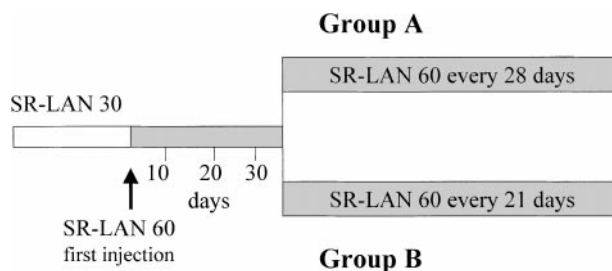 Group A
SR-LAN 60 every 28 days
SR-LAN 30
10 20 30
days
SR-LAN 60
first injection
SR-LAN 60 every 21 days
Group B